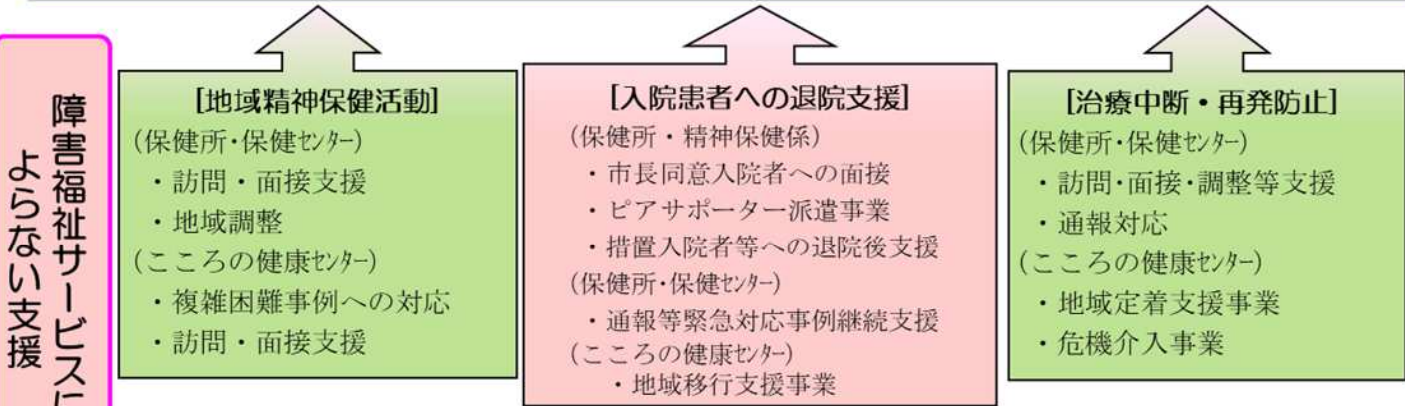 障害福祉サービスに
よらない支援
[地域精神保健活動]
(保健所･保健ｾﾝﾀｰ)
・訪問・面接支援
・地域調整
(こころの健康ｾﾝﾀｰ)
・複雑困難事例への対応
・訪問・面接支援
[入院患者への退院支援]
(保健所・精神保健係)
・市長同意入院者への面接
・ピアサポーター派遣事業
・措置入院者等への退院後支援
(保健所･保健ｾﾝﾀｰ)
・通報等緊急対応事例継続支援
(こころの健康ｾﾝﾀｰ)
・地域移行支援事業
[治療中断・再発防止]
(保健所･保健ｾﾝﾀｰ)
・訪問･面接･調整等支援
・通報対応
(こころの健康ｾﾝﾀｰ)
・地域定着支援事業
・危機介入事業